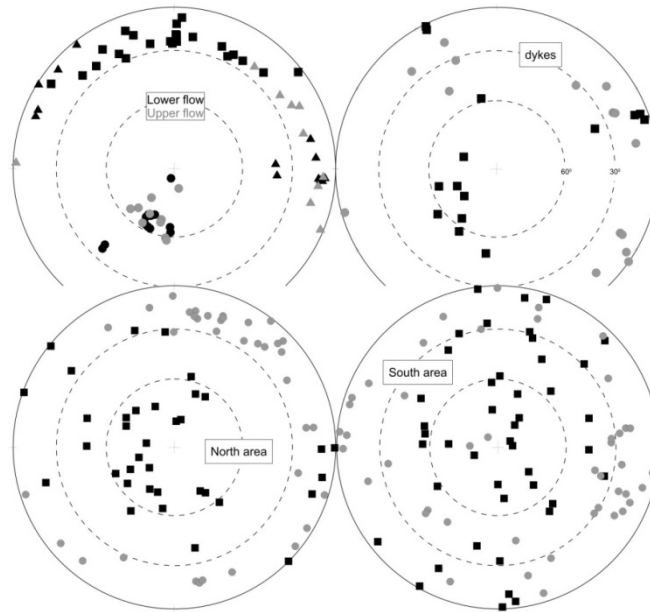 Lower flow
Upper flow
dykes
60°
30°
North area
South area